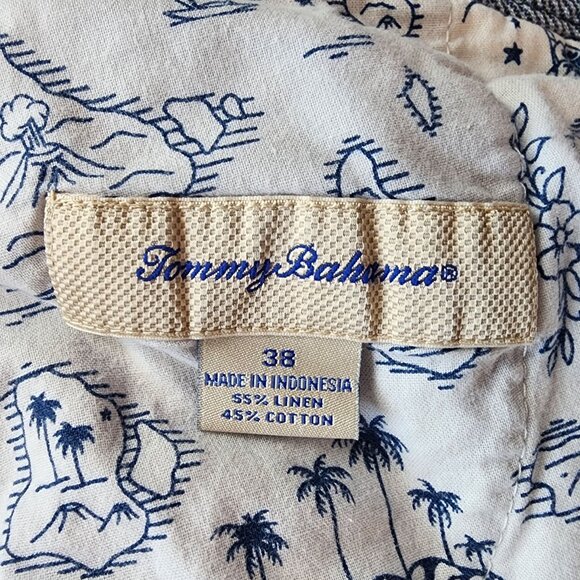 Tommy Bahama®
38
MADE IN INDONESIA
55% LINEN
45% COTTON